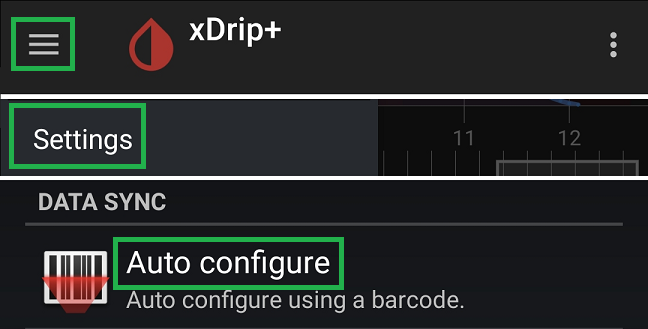 xDrip+
Settings
11 12
DATA SYNC
Auto configure
Auto configure using a barcode.